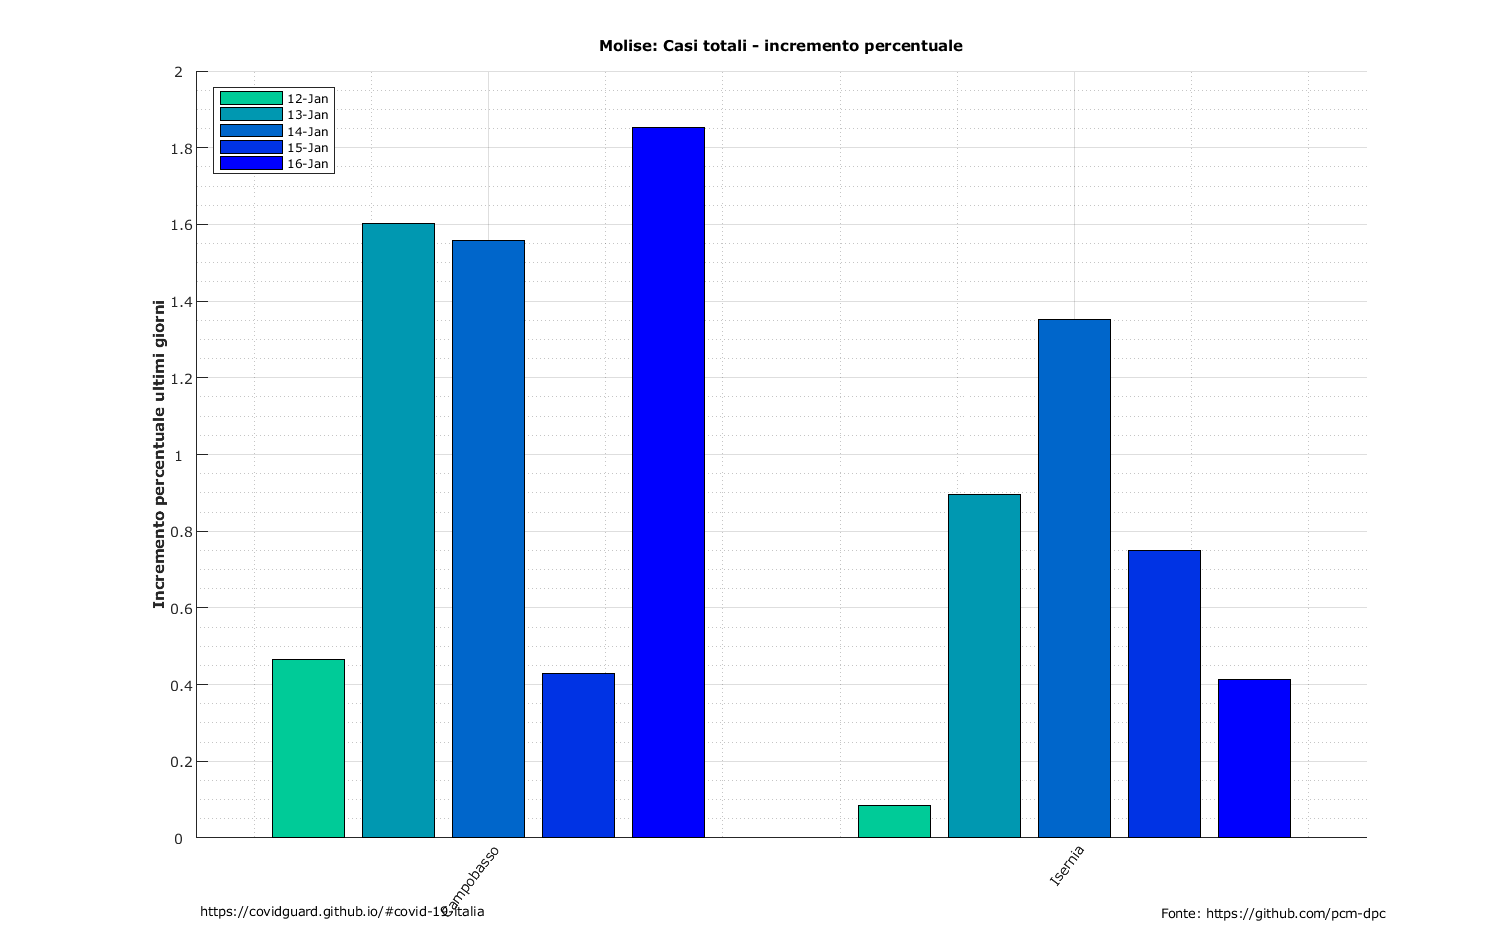 Molise: Casi totali - incremento percentuale
Incremento percentuale ultimi giorni
2
1.8
1.6
1.4
1.2
1
0.8
0.6
0.4
0.2
0
12-Jan
13-Jan
14-Jan
15-Jan
16-Jan
Campobasso
Isernia
https://covidguard.github.io/#covid-19-italia
Fonte: https://github.com/pcm-dpc